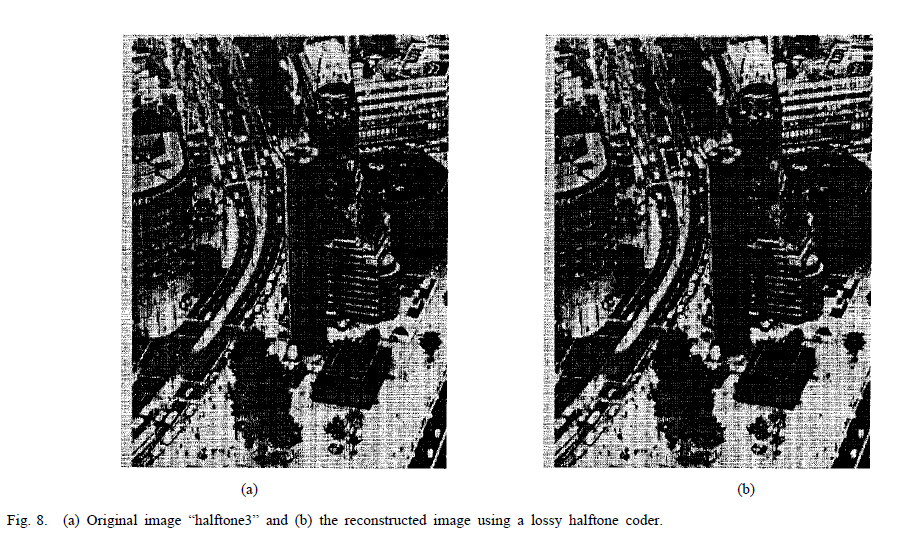 (a)
(b)
Fig. 8. (a) Original image “halftone3” and (b) the reconstructed image using a lossy halftone coder.